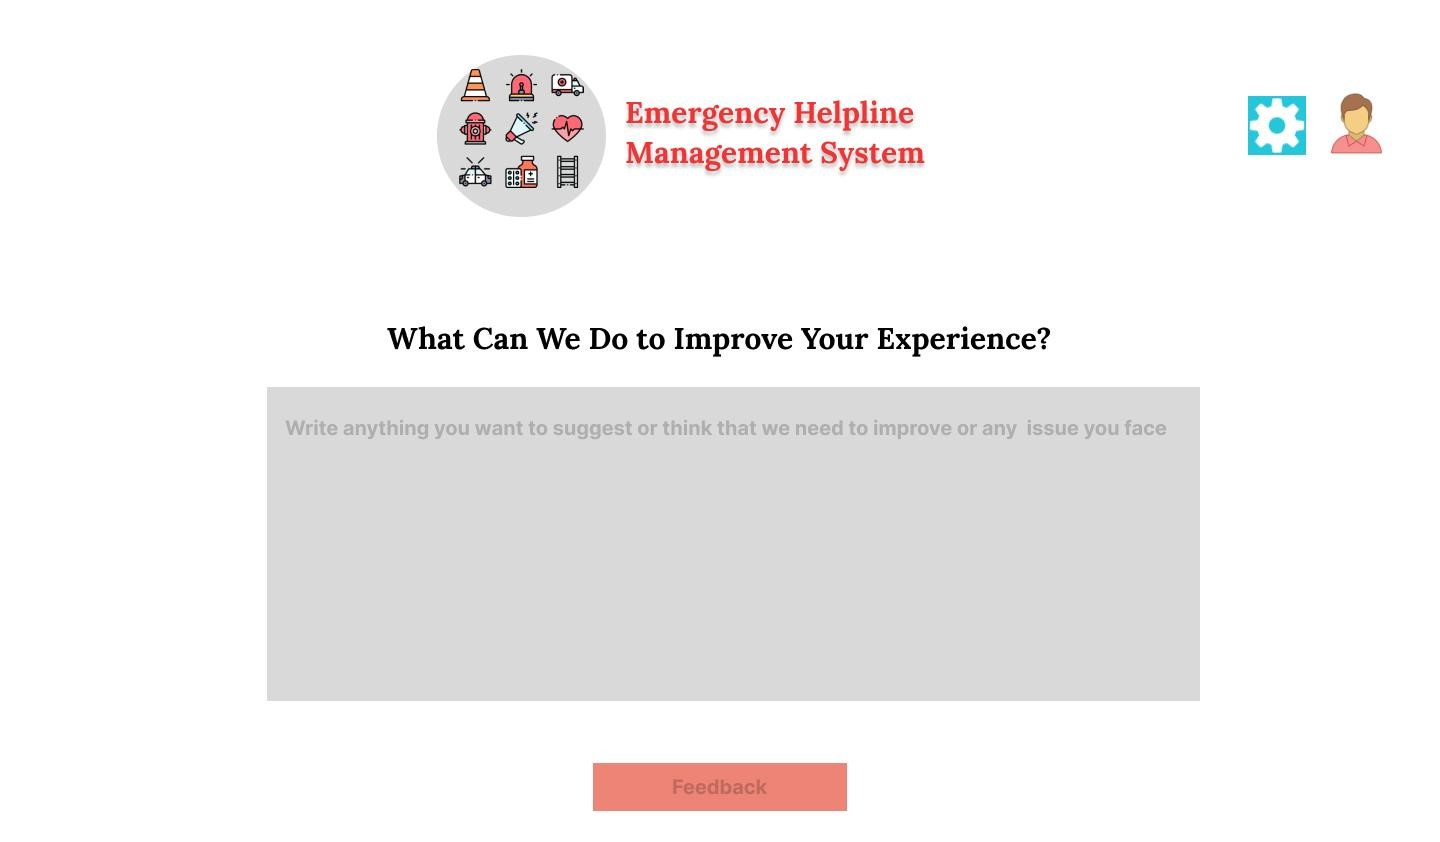 Emergency Helpline
Management System
What Can We Do to Improve Your Experience?
Write anything you want to suggest or think that we need to improve or any  issue you face
Feedback